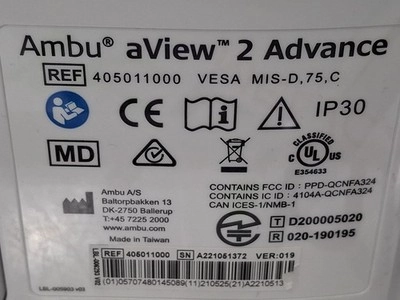 Ambu® aView™ 2 Advance
REF 405011000 VESA MIS-D,75,C
CE IP30
MD
CLASSIFIED
C UL US
E354633
Ambu A/S
Baltorpbakken 13
DK-2750 Ballerup
T:+45 7225 2000
www.ambu.com
Made in Taiwan
CONTAINS FCC ID : PPD-QCNFA324
CONTAINS IC ID : 4104A-QCNFA324
CAN ICES-1/NMB-1
T D200005020
R 020-190195
405011000 SN A221061372 VER:019
(01)05707480145089(11)210525(21)A2210513